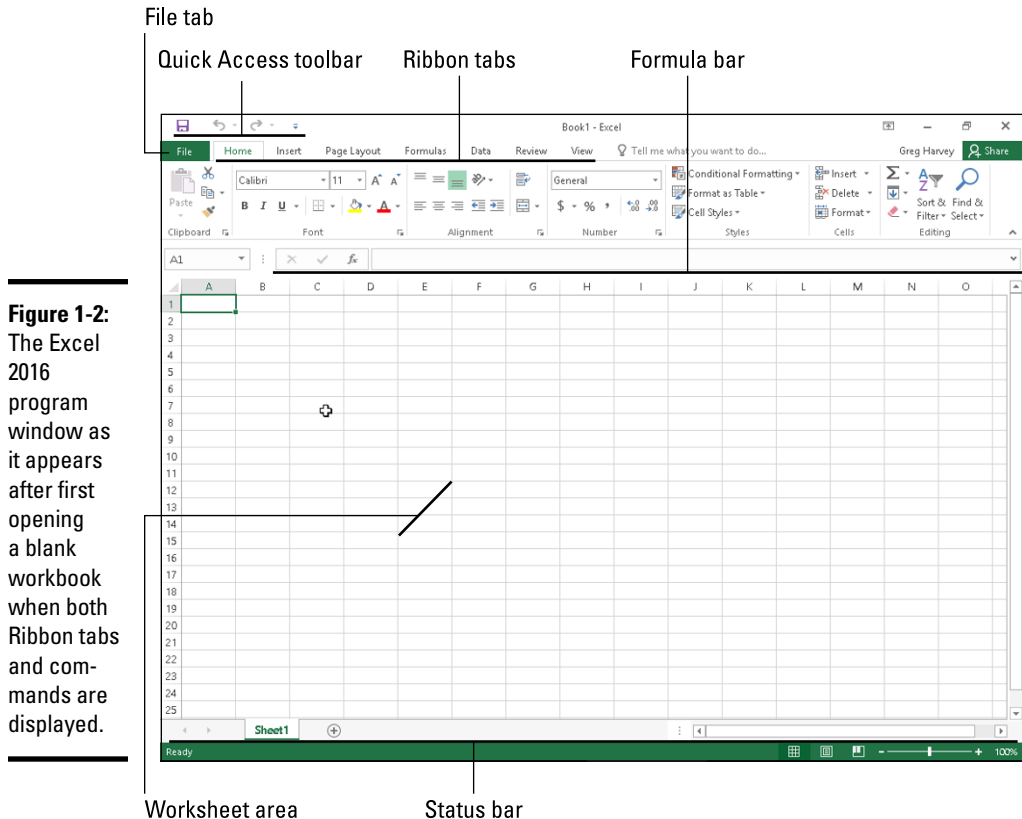 File tab
Quick Access toolbar Ribbon tabs Formula bar
Book1 - Excel
File Home Insert Page Layout Formulas Data Review View Tell me what you want to do... Greg Harvey Share
Calibri 11 A A General Conditional Formatting Insert
Paste Format as Table Delete Sort & Find &
B I U A $ % , Cell Styles Format Filter Select
Clipboard Font Alignment Number Styles Cells Editing
A1 fx
A B C D E F G H I J K L M N O
1
2
3
4
5
6
7
8
9
10
11
12
13
14
15
16
17
18
19
20
21
22
23
24
25
Sheet1
Ready 100%
Worksheet area Status bar
Figure 1-2:
The Excel
2016
program
window as
it appears
after first
opening
a blank
workbook
when both
Ribbon tabs
and com-
mands are
displayed.